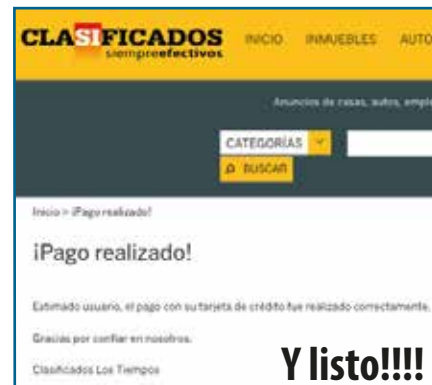 CLASIFICADOS
siempreefectivos
INICIO INMUEBLES AUTO
Anuncios de casas, autos, emple
CATEGORÍAS
BUSCAR
Inicio > ¡Pago realizado!
¡Pago realizado!
Estimado usuario, el pago con su tarjeta de crédito fue realizado correctamente.
Gracias por confiar en nosotros.
Clasificados Los Tiempos
Y listo!!!!